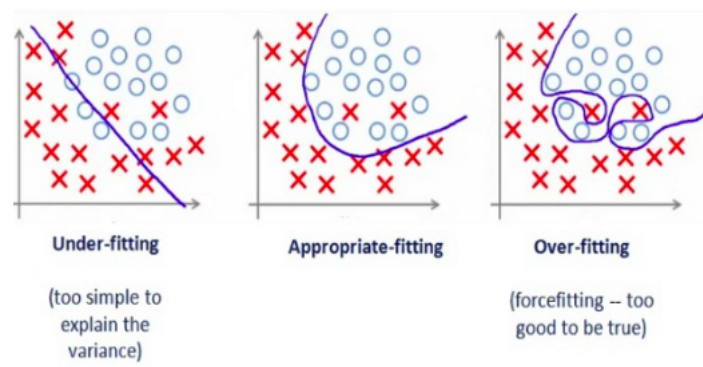 Under-fitting
Appropriate-fitting
Over-fitting
(too simple to
explain the
variance)
(forcefitting -- too
good to be true)